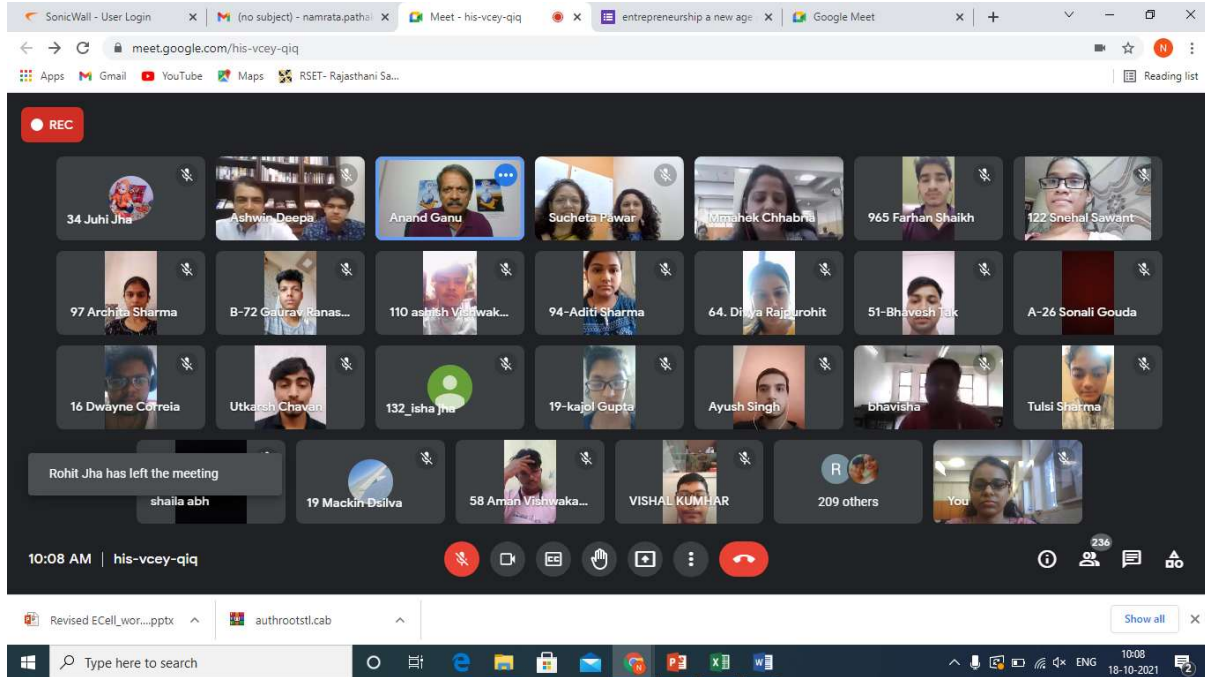 SonicWall - User Login
(no subject) - namrata.pathak
Meet - his-vcey-qiq
entrepreneurship a new age
Google Meet
meet.google.com/his-vcey-qiq
N
Apps
Gmail
YouTube
Maps
RSET- Rajasthani Sa...
Reading list
REC
34 Juhi Jha
Ashwin Deepa
Anand Ganu
Sucheta Pawar
Mmahek Chhabria
965 Farhan Shaikh
122 Snehal Sawant
97 Archita Sharma
B-72 Gaurav Ranas...
110 ashish Vishwak...
94-Aditi Sharma
64. Divya Rajpurohit
51-Bhavesh Tak
A-26 Sonali Gouda
16 Dwayne Correia
Utkarsh Chavan
132_isha jha
19-kajol Gupta
Ayush Singh
bhavisha
Tulsi Sharma
Rohit Jha has left the meeting
shaila abh
19 Mackin Dsilva
58 Aman Vishwaka...
VISHAL KUMHAR
R
209 others
You
10:08 AM | his-vcey-qiq
CC
236
Revised ECell_wor....pptx
authrootstl.cab
Show all
Type here to search
ENG
10:08
18-10-2021
2